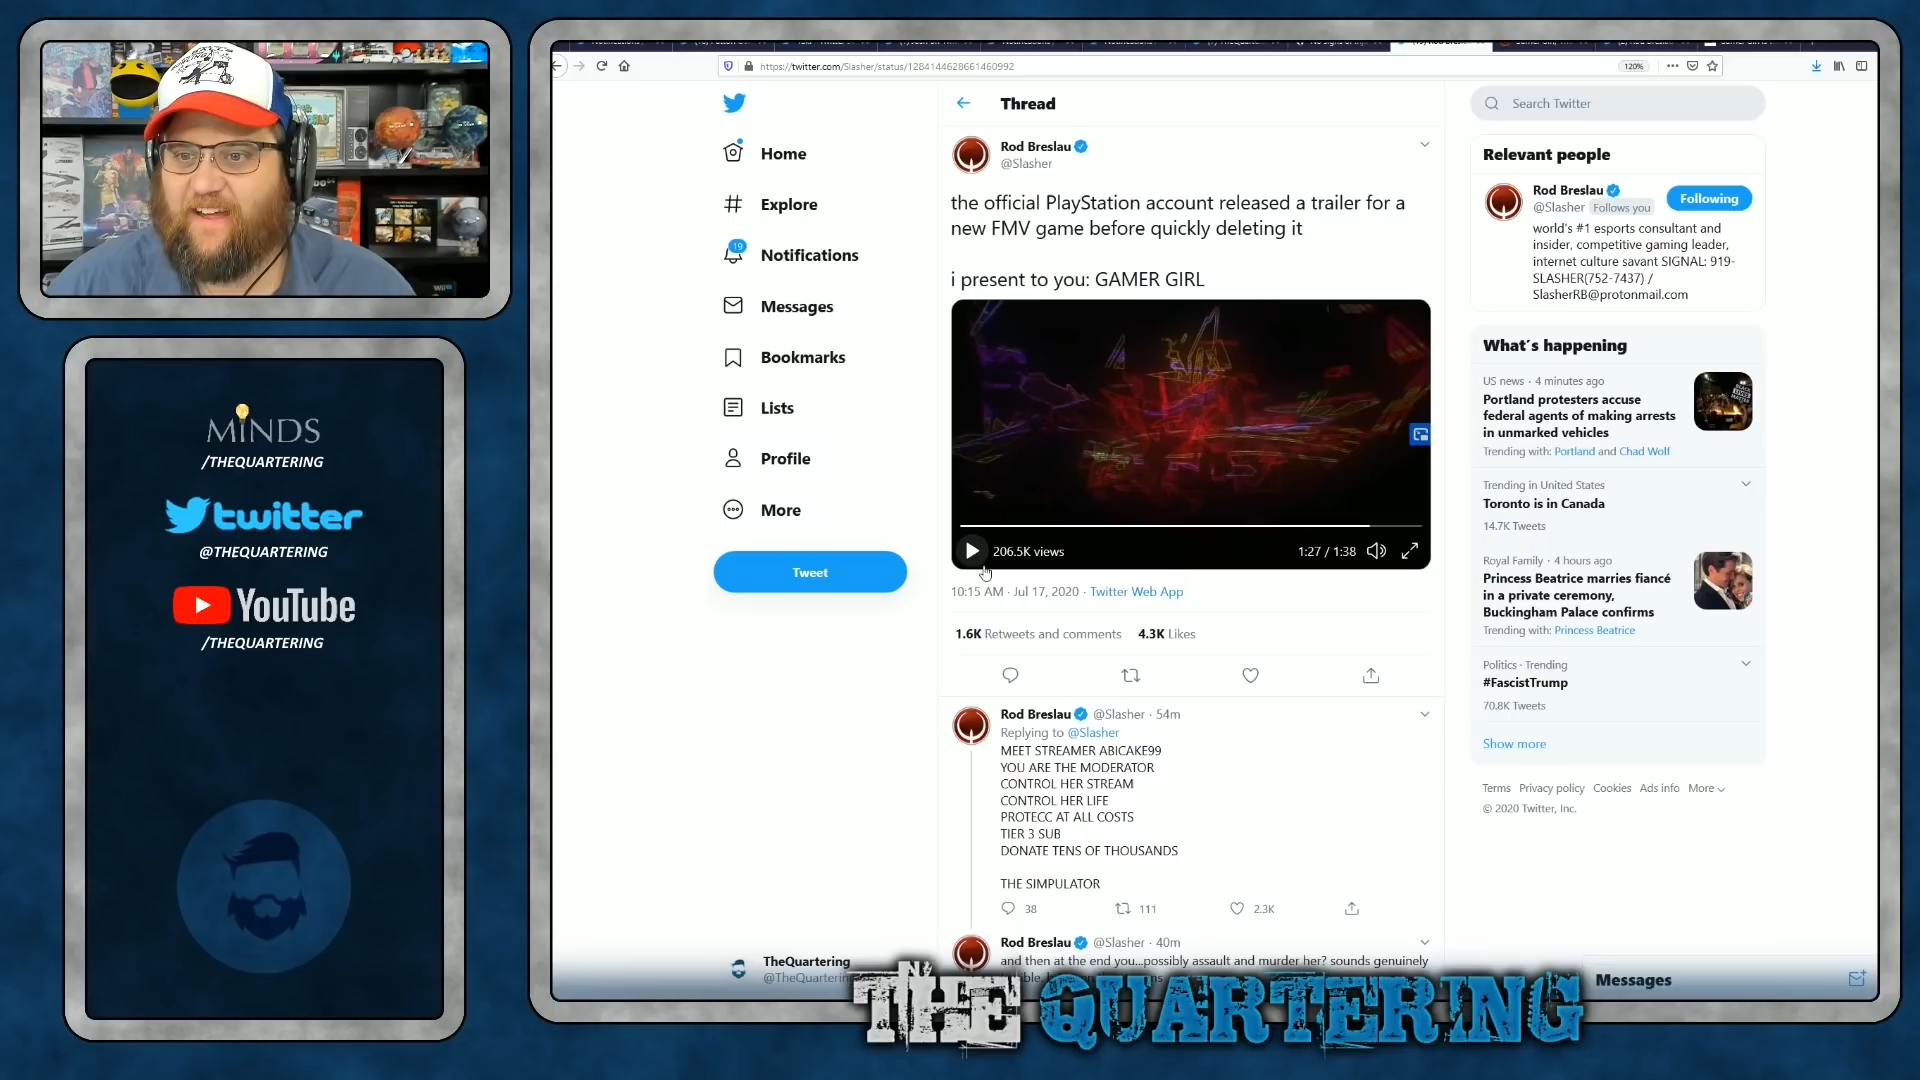 https://twitter.com/Slasher/status/1284144628661460992
120%
MINDS
/THEQUARTERING
twitter
@THEQUARTERING
YouTube
/THEQUARTERING
Home
Explore
19
Notifications
Messages
Bookmarks
Lists
Profile
More
Tweet
TheQuartering
Thread
Rod Breslau
@Slasher
the official PlayStation account released a trailer for a
new FMV game before quickly deleting it
i present to you: GAMER GIRL
206.5K views
1:27 / 1:38
10:15 AM · Jul 17, 2020 · Twitter Web App
1.6K Retweets and comments 4.3K Likes
Rod Breslau @Slasher · 54m
Replying to @Slasher
MEET STREAMER ABICAKE99
YOU ARE THE MODERATOR
CONTROL HER STREAM
CONTROL HER LIFE
PROTECC AT ALL COSTS
TIER 3 SUB
DONATE TENS OF THOUSANDS
THE SIMPULATOR
38 111 2.3K
Rod Breslau @Slasher · 40m
and then at the end you...possibly assault and murder her? sounds genuinely
THE QUARTERING
Search Twitter
Relevant people
Rod Breslau
@Slasher Follows you
Following
world's #1 esports consultant and
insider, competitive gaming leader,
internet culture savant SIGNAL: 919-
SLASHER(752-7437) /
SlasherRB@protonmail.com
What's happening
US news · 4 minutes ago
Portland protesters accuse
federal agents of making arrests
in unmarked vehicles
Trending with: Portland and Chad Wolf
Trending in United States
Toronto is in Canada
14.7K Tweets
Royal Family · 4 hours ago
Princess Beatrice marries fiancé
in a private ceremony,
Buckingham Palace confirms
Trending with: Princess Beatrice
Politics · Trending
#FascistTrump
70.8K Tweets
Show more
Terms Privacy policy Cookies Ads info More
© 2020 Twitter, Inc.
Messages